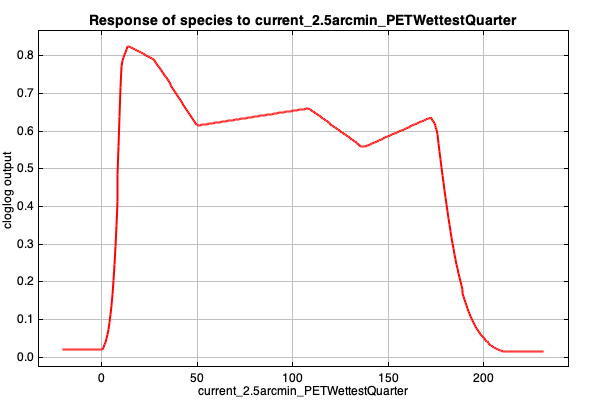 Response of species to current_2.5arcmin_PETWettestQuarter
cloglog output
0.8
0.7
0.6
0.5
0.4
0.3
0.2
0.1
0.0
0 50 100 150 200
current_2.5arcmin_PETWettestQuarter